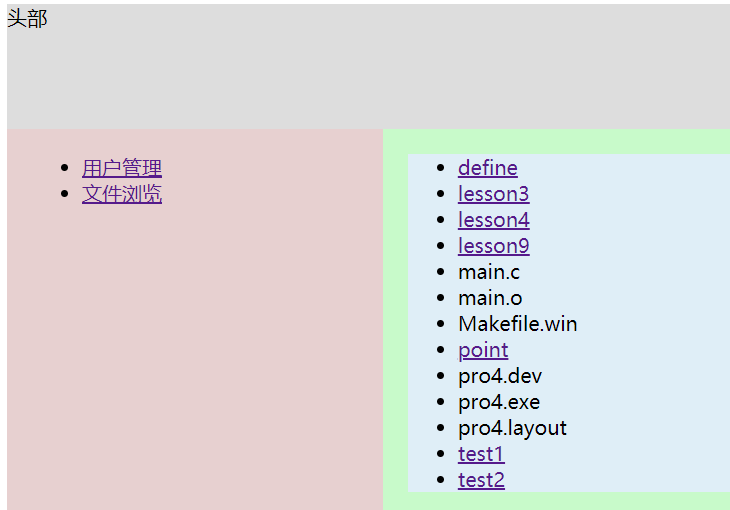 头部
用户管理
文件浏览
define
lesson3
lesson4
lesson9
main.c
main.o
Makefile.win
point
pro4.dev
pro4.exe
pro4.layout
test1
test2